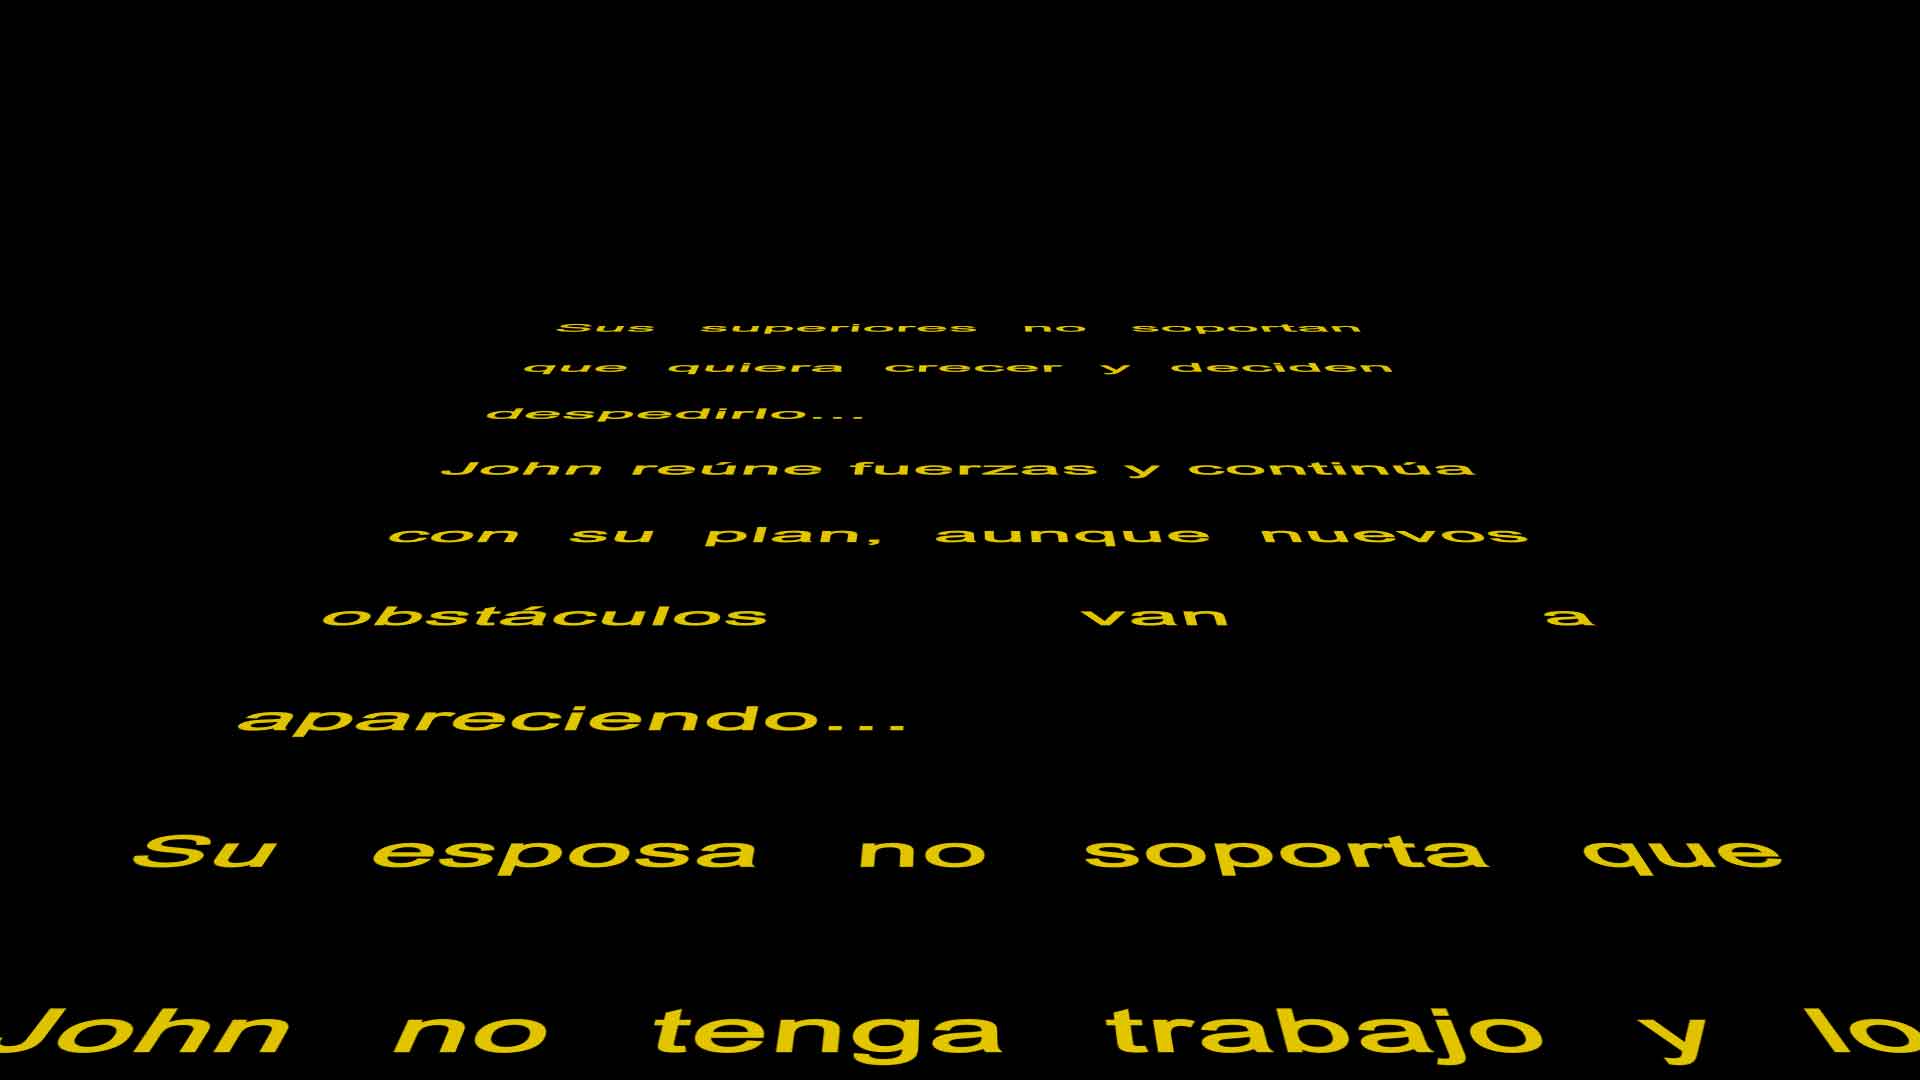 Sus superiores no soportan
que quiera crecer y deciden
despedirlo...
John reúne fuerzas y continúa
con su plan, aunque nuevos
obstáculos van a
apareciendo...
Su esposa no soporta que
John no tenga trabajo y lo